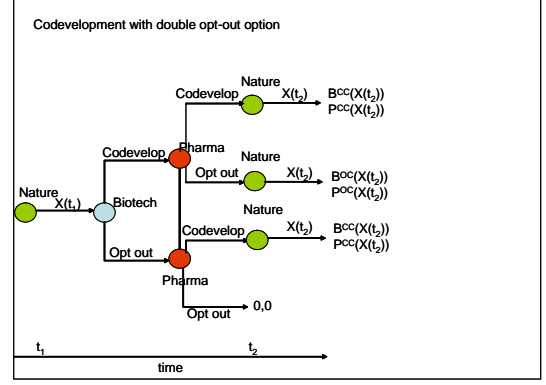 Codevelopment with double opt-out option
Nature
Codevelop
X(t₂)
Bᶜᶜ(X(t₂))
Pᶜᶜ(X(t₂))
Codevelop
Pharma
Nature
Opt out
X(t₂)
Bᴼᶜ(X(t₂))
Pᴼᶜ(X(t₂))
Nature
X(t₁)
Biotech
Nature
Codevelop
X(t₂)
Bᶜᶜ(X(t₂))
Pᶜᶜ(X(t₂))
Opt out
Pharma
Opt out
0,0
t₁
t₂
time